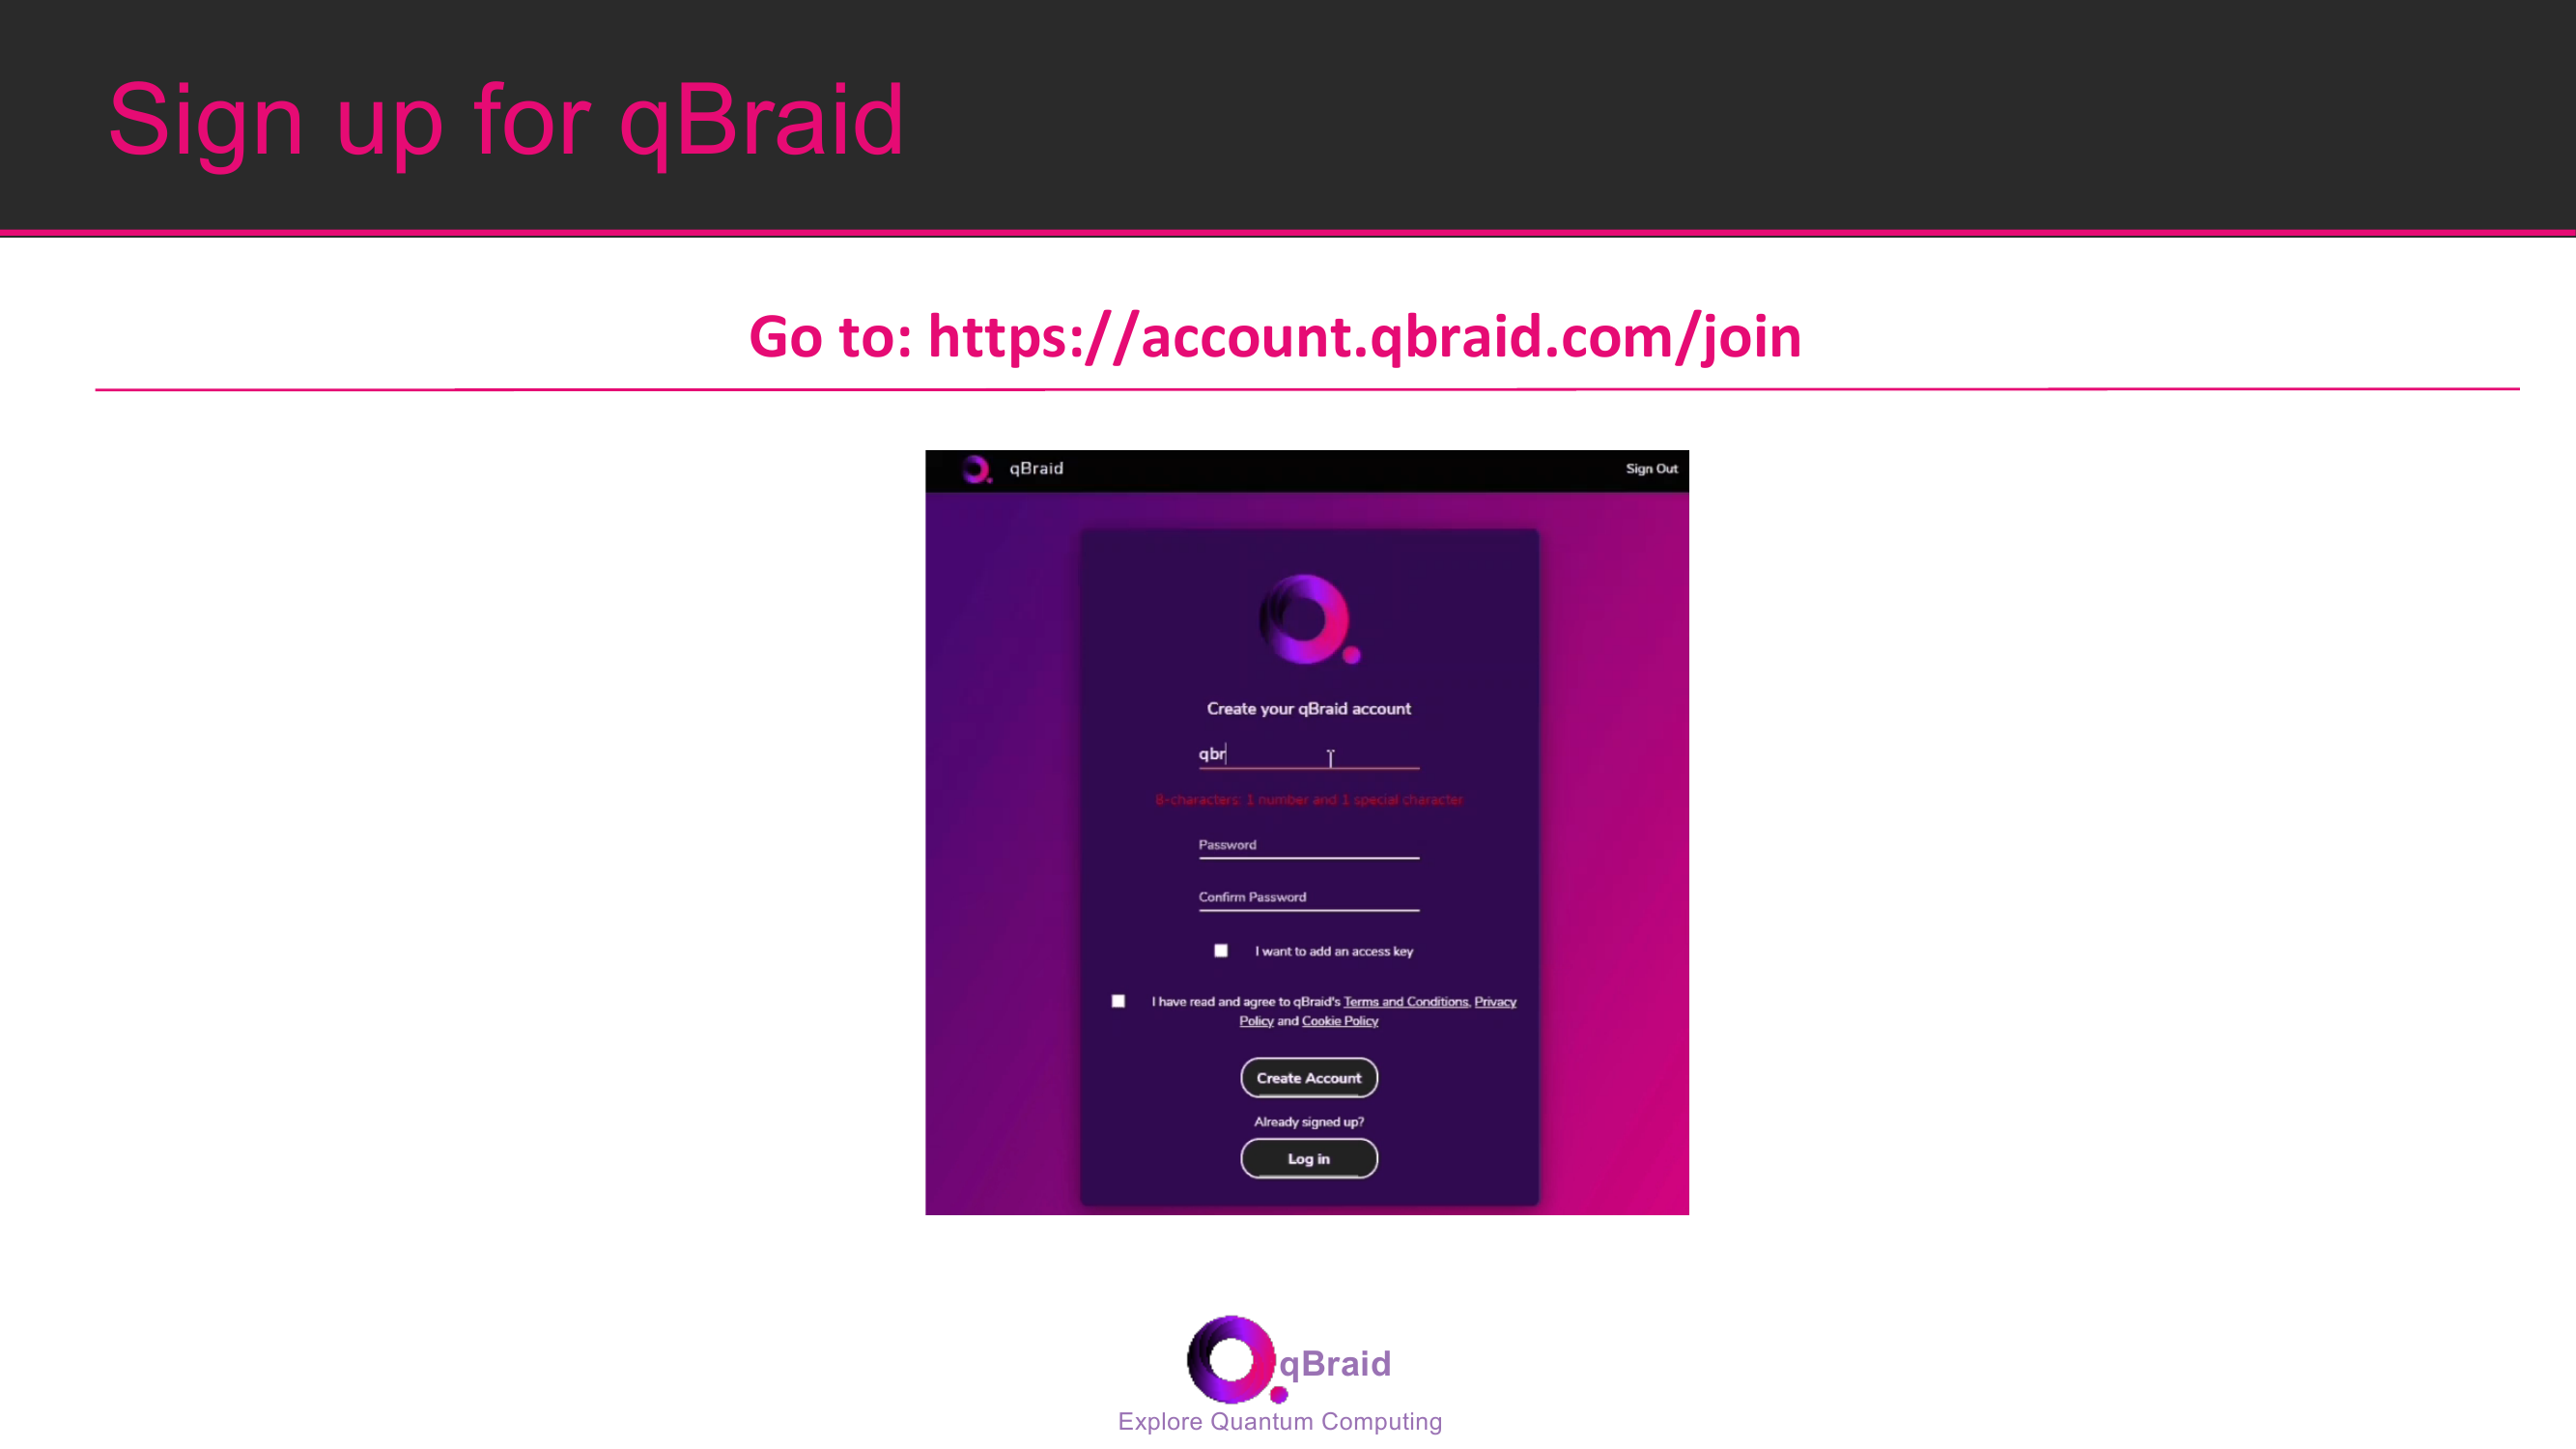 Sign up for qBraid
Go to: https://account.qbraid.com/join
qBraid
Sign Out
Create your qBraid account
qbr
8-characters: 1 number and 1 special character
Password
Confirm Password
I want to add an access key
I have read and agree to qBraid's Terms and Conditions, Privacy
Policy and Cookie Policy
Create Account
Already signed up?
Log in
qBraid
Explore Quantum Computing